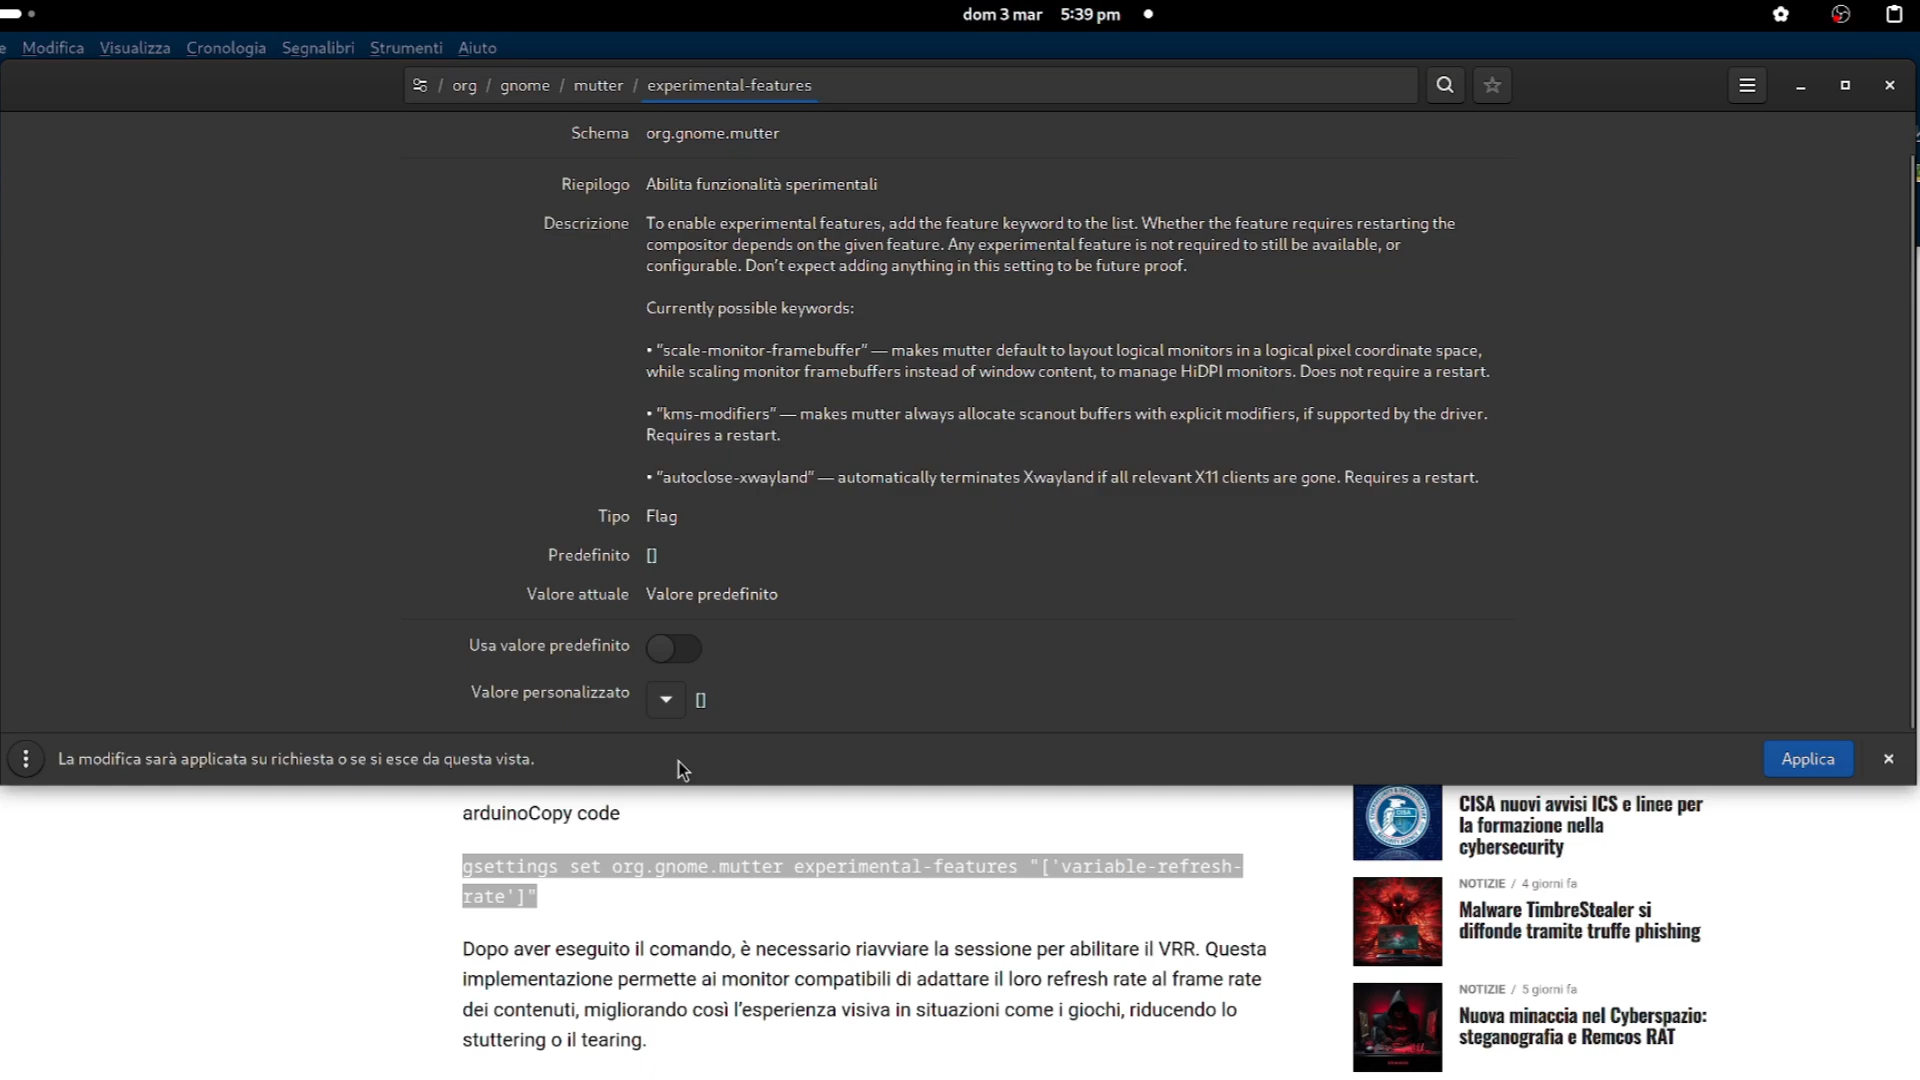 dom 3 mar 5:39 pm
e Modifica Visualizza Cronologia Segnalibri Strumenti Aiuto
/ org / gnome / mutter / experimental-features
Schema org.gnome.mutter
Riepilogo Abilita funzionalità sperimentali
Descrizione To enable experimental features, add the feature keyword to the list. Whether the feature requires restarting the
compositor depends on the given feature. Any experimental feature is not required to still be available, or
configurable. Don’t expect adding anything in this setting to be future proof.
Currently possible keywords:
• “scale-monitor-framebuffer” — makes mutter default to layout logical monitors in a logical pixel coordinate space,
while scaling monitor framebuffers instead of window content, to manage HiDPI monitors. Does not require a restart.
• “kms-modifiers” — makes mutter always allocate scanout buffers with explicit modifiers, if supported by the driver.
Requires a restart.
• “autoclose-xwayland” — automatically terminates Xwayland if all relevant X11 clients are gone. Requires a restart.
Tipo Flag
Predefinito []
Valore attuale Valore predefinito
Usa valore predefinito
Valore personalizzato []
La modifica sarà applicata su richiesta o se si esce da questa vista.
Applica
arduinoCopy code
gsettings set org.gnome.mutter experimental-features "['variable-refresh-
rate']"
Dopo aver eseguito il comando, è necessario riavviare la sessione per abilitare il VRR. Questa
implementazione permette ai monitor compatibili di adattare il loro refresh rate al frame rate
dei contenuti, migliorando così l’esperienza visiva in situazioni come i giochi, riducendo lo
stuttering o il tearing.
CISA nuovi avvisi ICS e linee per
la formazione nella
cybersecurity
NOTIZIE / 4 giorni fa
Malware TimbreStealer si
diffonde tramite truffe phishing
NOTIZIE / 5 giorni fa
Nuova minaccia nel Cyberspazio:
steganografia e Remcos RAT